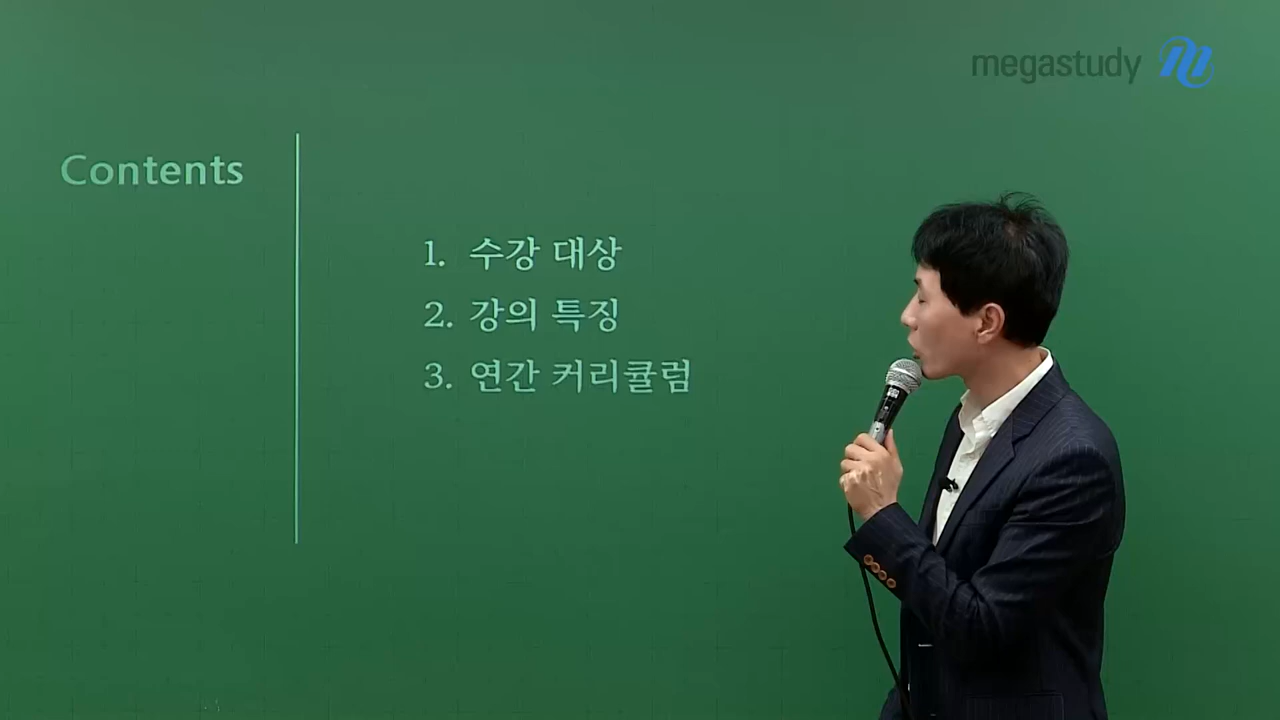 megastudy
Contents
1. 수강 대상
2. 강의 특징
3. 연간 커리큘럼